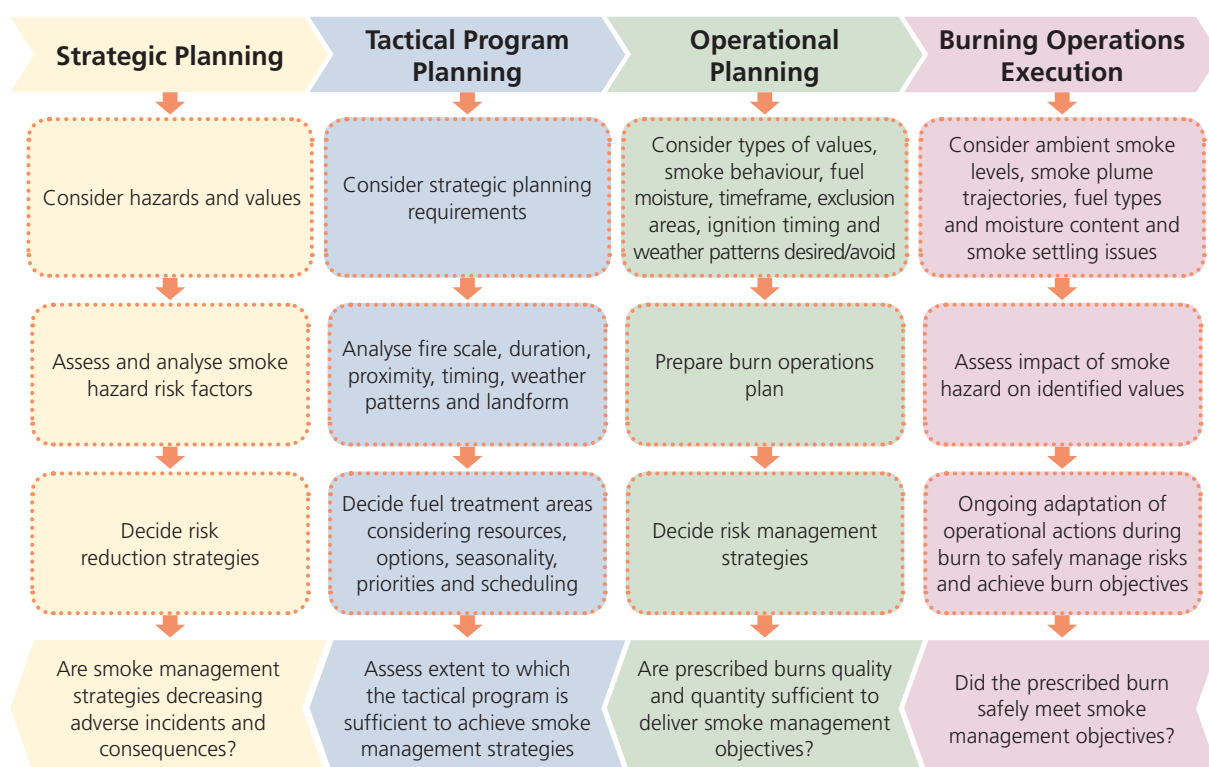 Strategic Planning
Tactical Program
Planning
Operational
Planning
Burning Operations
Execution
Consider hazards and values
Consider strategic planning
requirements
Consider types of values,
smoke behaviour, fuel
moisture, timeframe, exclusion
areas, ignition timing and
weather patterns desired/avoid
Consider ambient smoke
levels, smoke plume
trajectories, fuel types
and moisture content and
smoke settling issues
Assess and analyse smoke
hazard risk factors
Analyse fire scale, duration,
proximity, timing, weather
patterns and landform
Prepare burn operations
plan
Assess impact of smoke
hazard on identified values
Decide risk
reduction strategies
Decide fuel treatment areas
considering resources,
options, seasonality,
priorities and scheduling
Decide risk management
strategies
Ongoing adaptation of
operational actions during
burn to safely manage risks
and achieve burn objectives
Are smoke management
strategies decreasing
adverse incidents and
consequences?
Assess extent to which
the tactical program is
sufficient to achieve smoke
management strategies
Are prescribed burns quality
and quantity sufficient to
deliver smoke management
objectives?
Did the prescribed burn
safely meet smoke
management objectives?